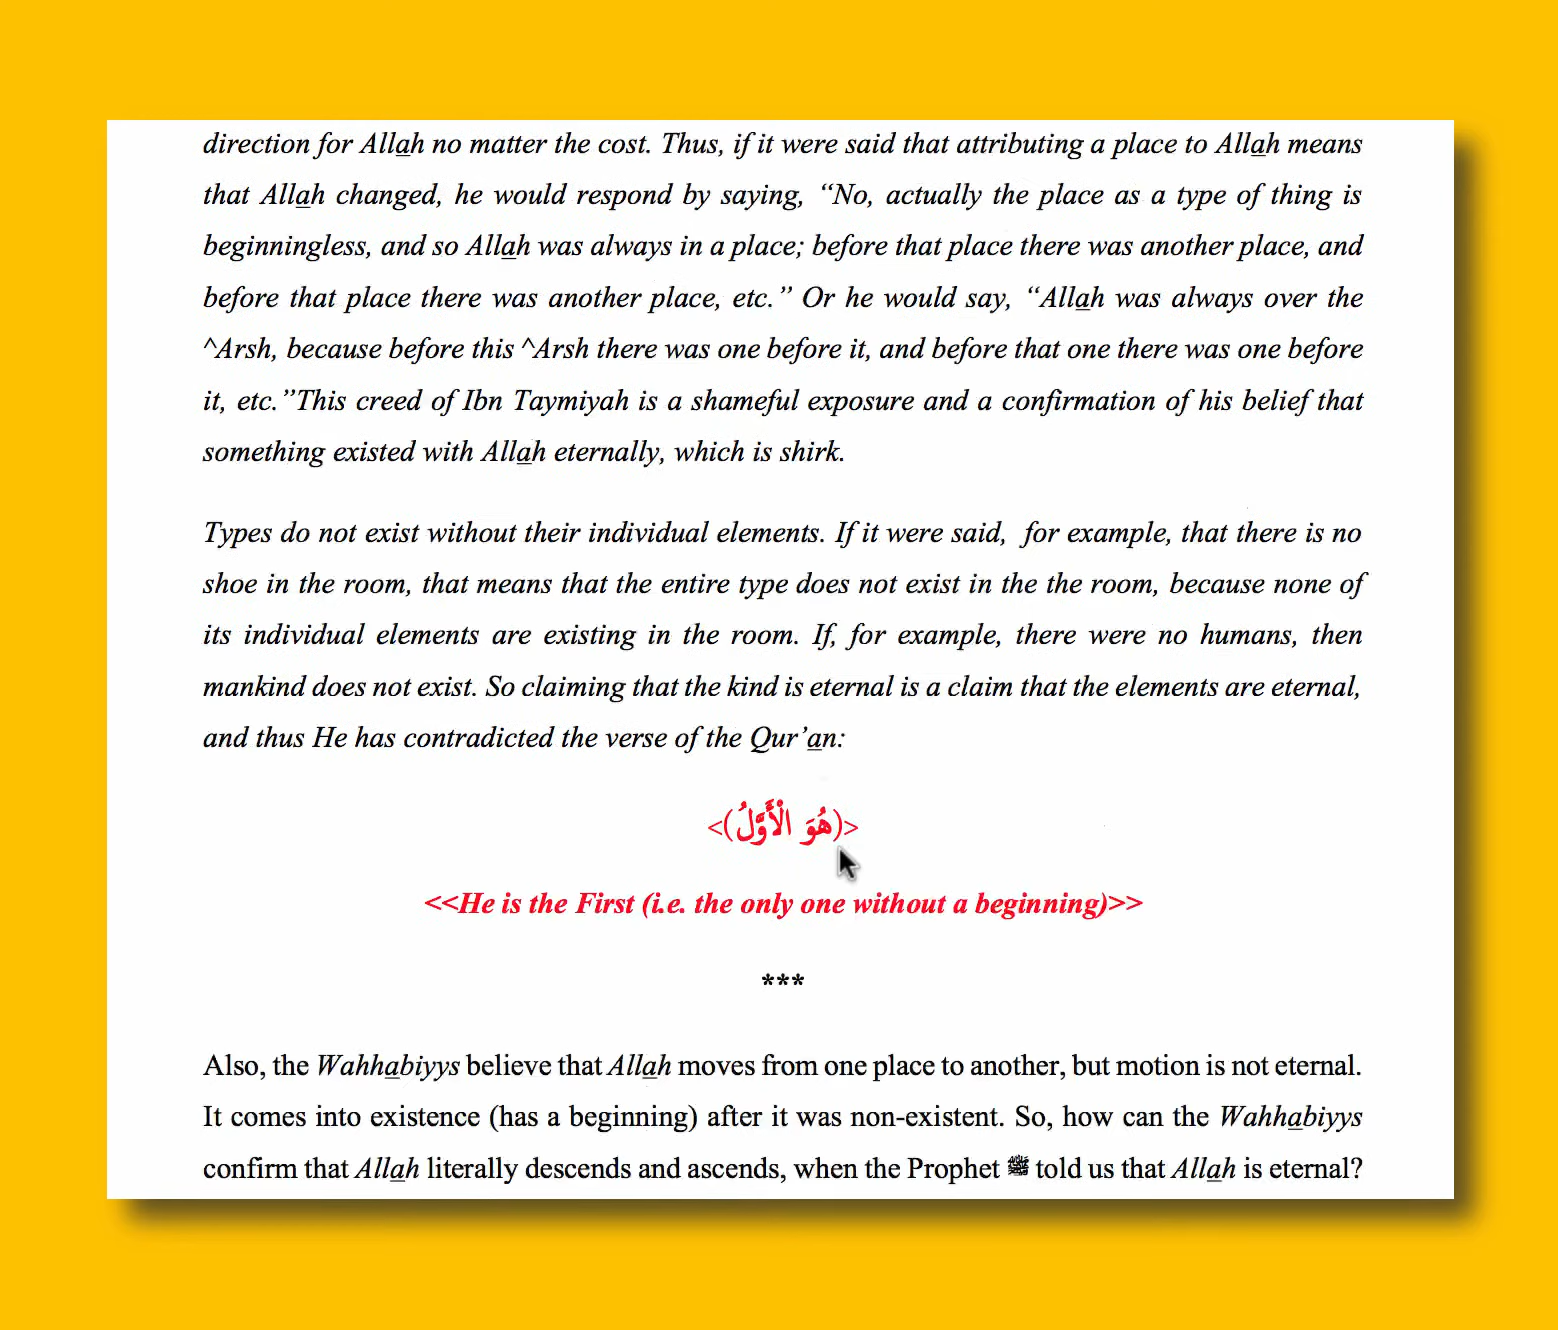 direction for Allah no matter the cost. Thus, if it were said that attributing a place to Allah means
that Allah changed, he would respond by saying, “No, actually the place as a type of thing is
beginningless, and so Allah was always in a place; before that place there was another place, and
before that place there was another place, etc.” Or he would say, “Allah was always over the
^Arsh, because before this ^Arsh there was one before it, and before that one there was one before
it, etc.”This creed of Ibn Taymiyah is a shameful exposure and a confirmation of his belief that
something existed with Allah eternally, which is shirk.
Types do not exist without their individual elements. If it were said, for example, that there is no
shoe in the room, that means that the entire type does not exist in the the room, because none of
its individual elements are existing in the room. If, for example, there were no humans, then
mankind does not exist. So claiming that the kind is eternal is a claim that the elements are eternal,
and thus He has contradicted the verse of the Qur’an:
<(هُوَ الْأَوَّلُ)>
<<He is the First (i.e. the only one without a beginning)>>
***
Also, the Wahhabiyys believe that Allah moves from one place to another, but motion is not eternal.
It comes into existence (has a beginning) after it was non-existent. So, how can the Wahhabiyys
confirm that Allah literally descends and ascends, when the Prophet ﷺ told us that Allah is eternal?